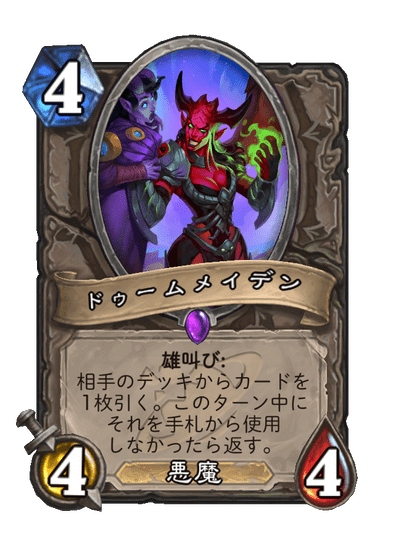 4
ドゥームメイデン
雄叫び:
相手のデッキからカードを
1枚引く。このターン中に
それを手札から使用
しなかったら返す。
4
悪魔
4